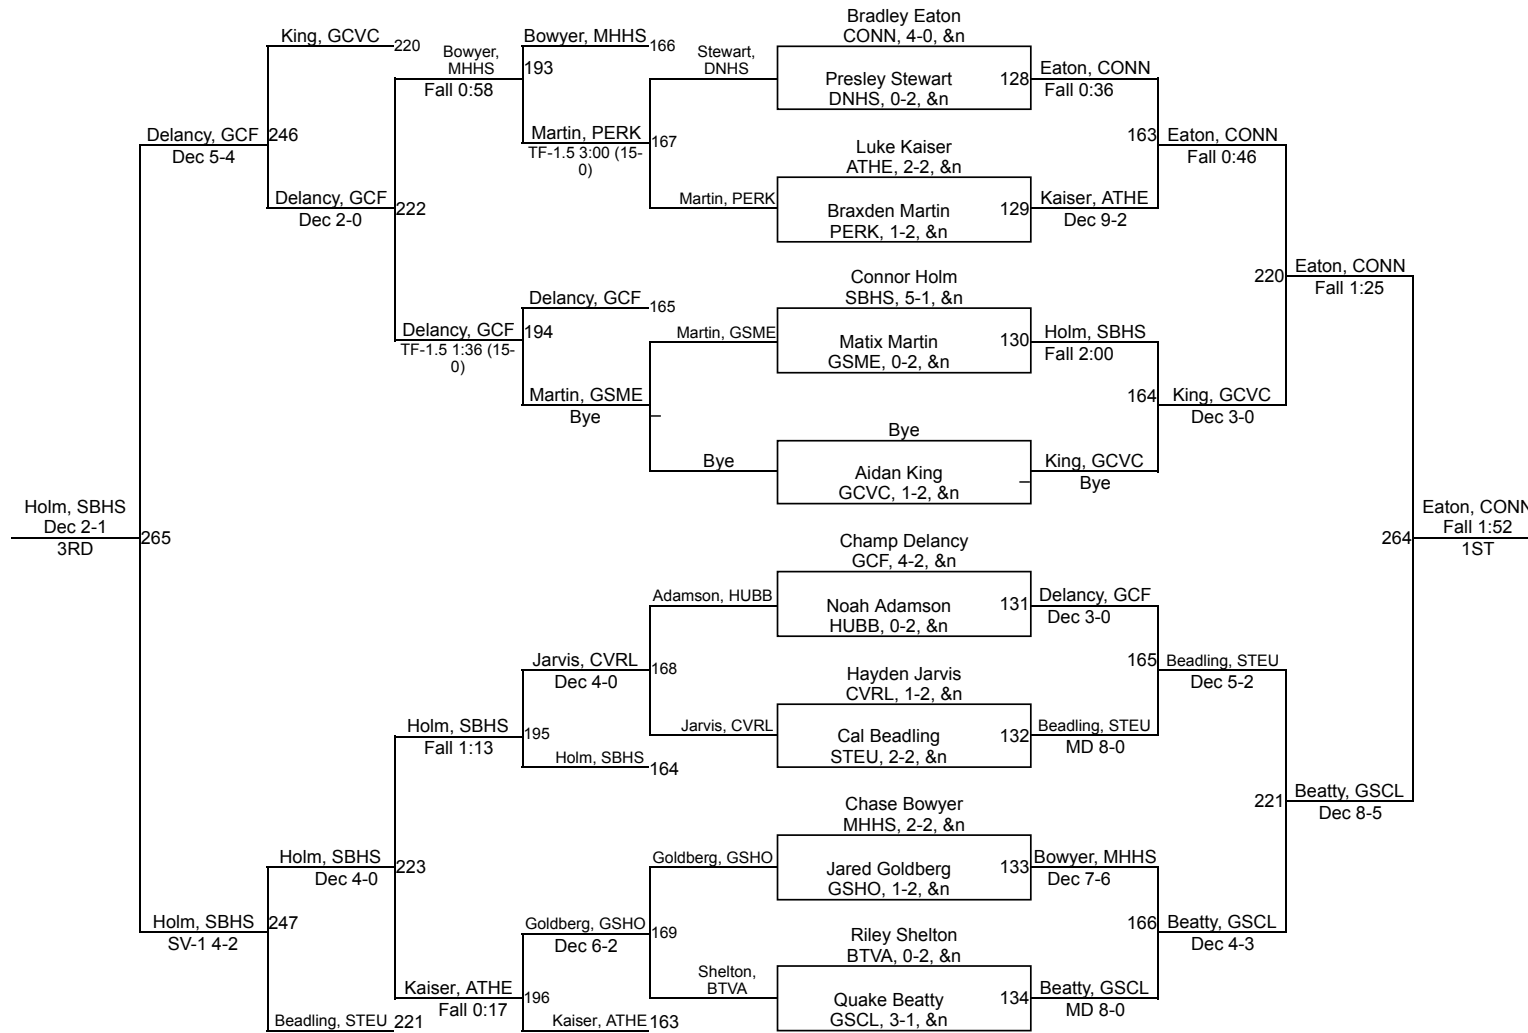 Bradley Eaton
CONN, 4-0, &n
King, GCVC
220
Bowyer,
MHHS
Fall 0:58
Bowyer, MHHS
166
193
Stewart,
DNHS
Presley Stewart
DNHS, 0-2, &n
128
Eaton, CONN
Fall 0:36
Delancy, GCF
Dec 5-4
246
Martin, PERK
TF-1.5 3:00 (15-
0)
167
Luke Kaiser
ATHE, 2-2, &n
163
Eaton, CONN
Fall 0:46
Delancy, GCF
Dec 2-0
222
Martin, PERK
Braxden Martin
PERK, 1-2, &n
129
Kaiser, ATHE
Dec 9-2
Connor Holm
SBHS, 5-1, &n
220
Eaton, CONN
Fall 1:25
Delancy, GCF
165
Delancy, GCF
TF-1.5 1:36 (15-
0)
194
Martin, GSME
Matix Martin
GSME, 0-2, &n
130
Holm, SBHS
Fall 2:00
Martin, GSME
Bye
164
King, GCVC
Dec 3-0
Bye
Bye
Aidan King
GCVC, 1-2, &n
King, GCVC
Bye
Holm, SBHS
Dec 2-1
3RD
265
264
Eaton, CONN
Fall 1:52
1ST
Champ Delancy
GCF, 4-2, &n
Adamson, HUBB
Noah Adamson
HUBB, 0-2, &n
131
Delancy, GCF
Dec 3-0
Jarvis, CVRL
Dec 4-0
168
Hayden Jarvis
CVRL, 1-2, &n
165
Beadling, STEU
Dec 5-2
Holm, SBHS
Fall 1:13
195
Holm, SBHS
164
Jarvis, CVRL
Cal Beadling
STEU, 2-2, &n
132
Beadling, STEU
MD 8-0
Chase Bowyer
MHHS, 2-2, &n
221
Beatty, GSCL
Dec 8-5
Holm, SBHS
Dec 4-0
223
Goldberg, GSHO
Jared Goldberg
GSHO, 1-2, &n
133
Bowyer, MHHS
Dec 7-6
Holm, SBHS
SV-1 4-2
247
Goldberg, GSHO
Dec 6-2
169
Riley Shelton
BTVA, 0-2, &n
166
Beatty, GSCL
Dec 4-3
Shelton,
BTVA
Kaiser, ATHE
Fall 0:17
196
Quake Beatty
GSCL, 3-1, &n
134
Beatty, GSCL
MD 8-0
Beadling, STEU
221
Kaiser, ATHE
163